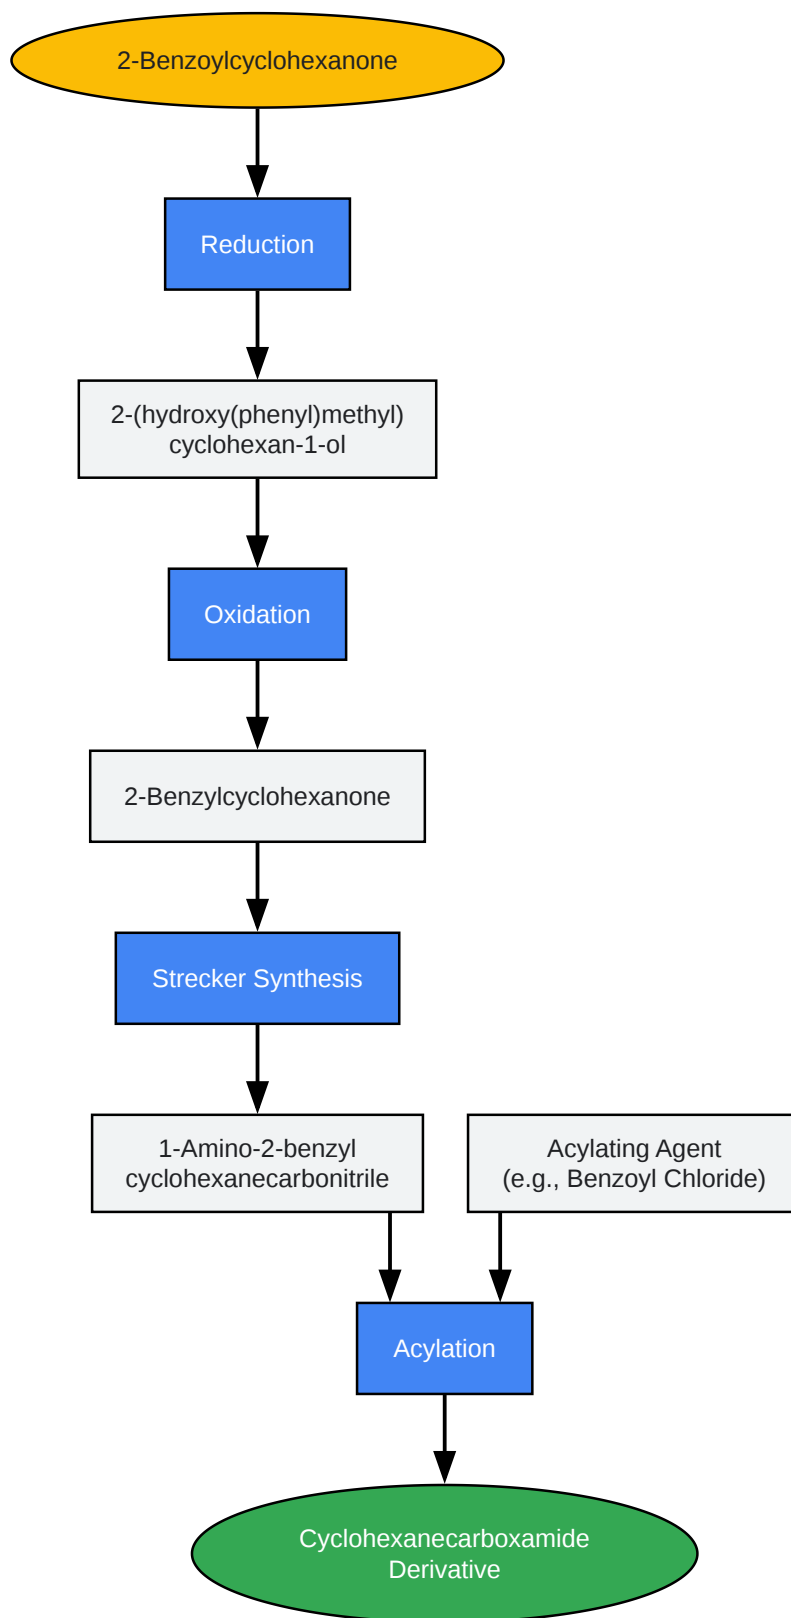 2-Benzoylcyclohexanone
Reduction
2-(hydroxy(phenyl)methyl)
cyclohexan-1-ol
Oxidation
2-Benzylcyclohexanone
Strecker Synthesis
1-Amino-2-benzyl
cyclohexanecarbonitrile
Acylating Agent
(e.g., Benzoyl Chloride)
Acylation
Cyclohexanecarboxamide
Derivative